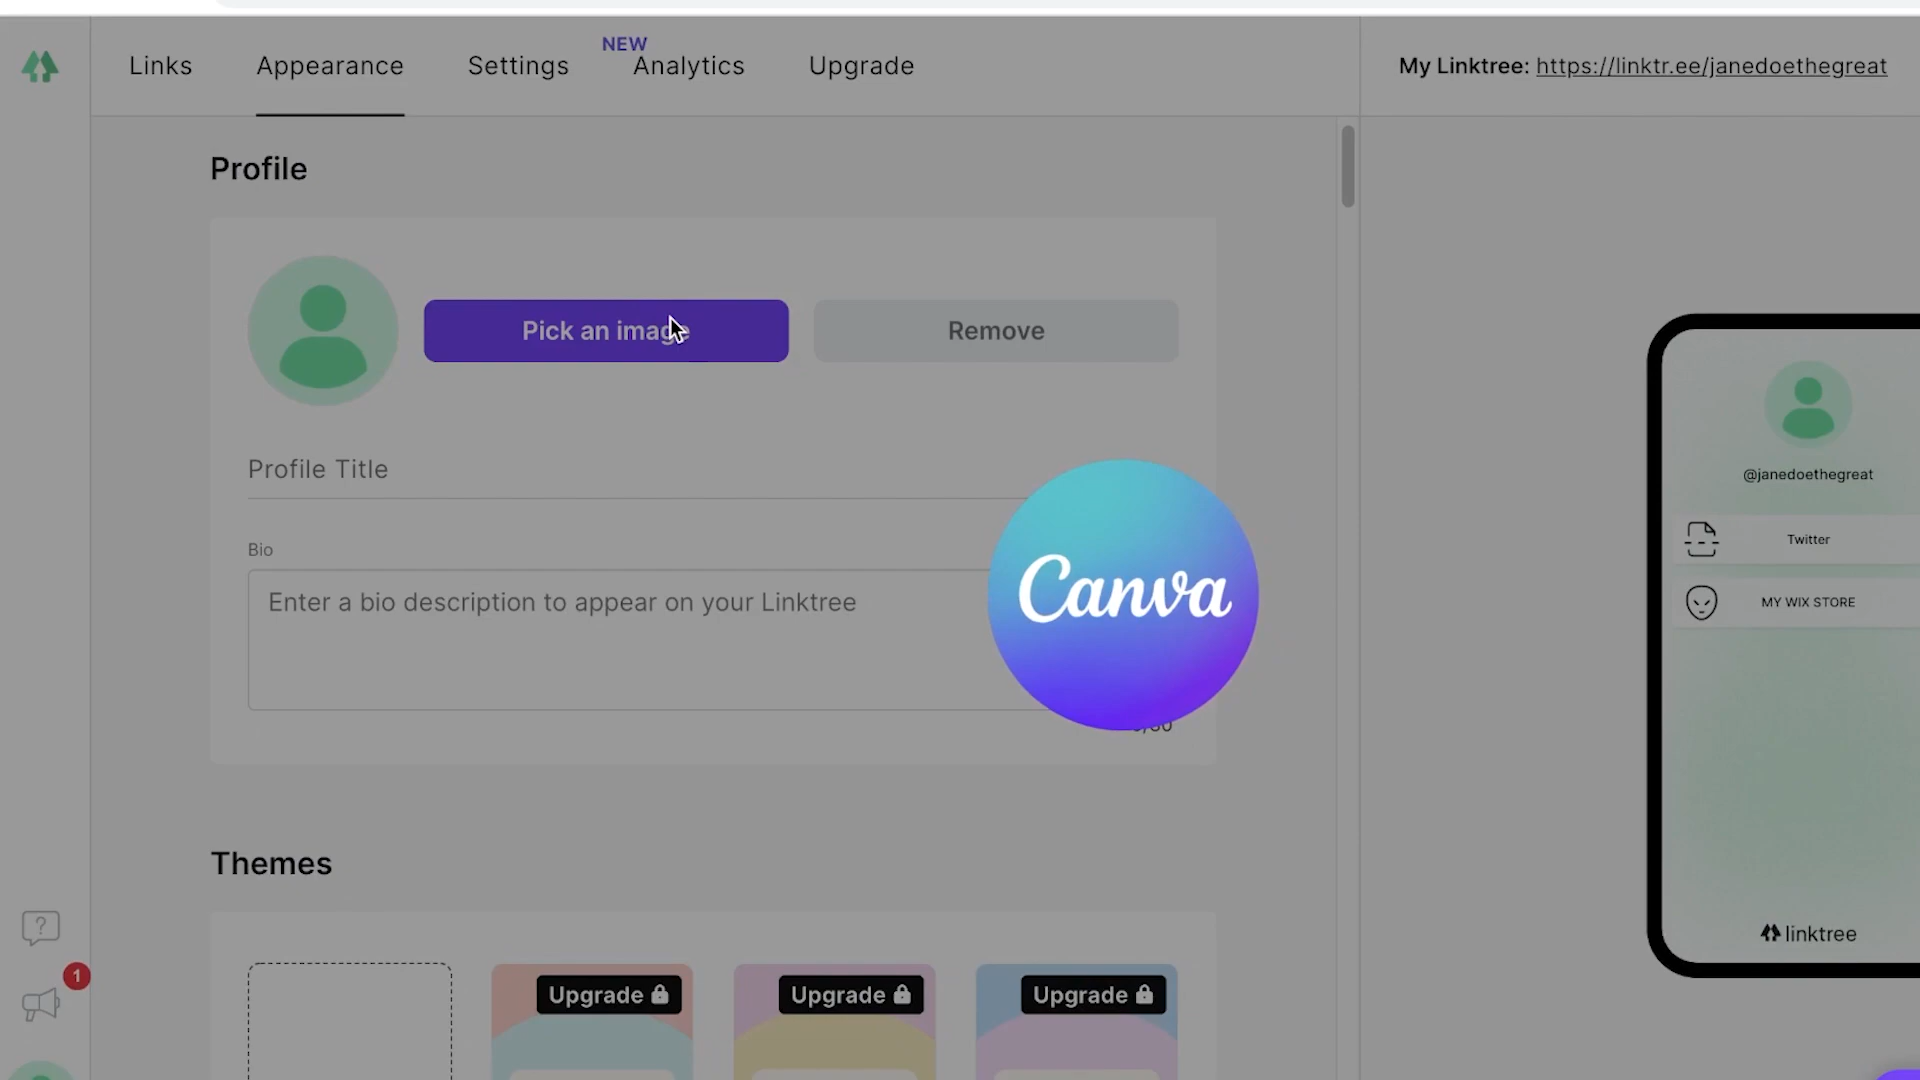 Links
Appearance
Settings
NEW
Analytics
Upgrade
My Linktree: https://linktr.ee/janedoethegreat
Profile
Pick an image
Remove
Profile Title
Bio
Enter a bio description to appear on your Linktree
Canva
Themes
Upgrade
Upgrade
Upgrade
?
1
@janedoethegreat
Twitter
MY WIX STORE
linktree